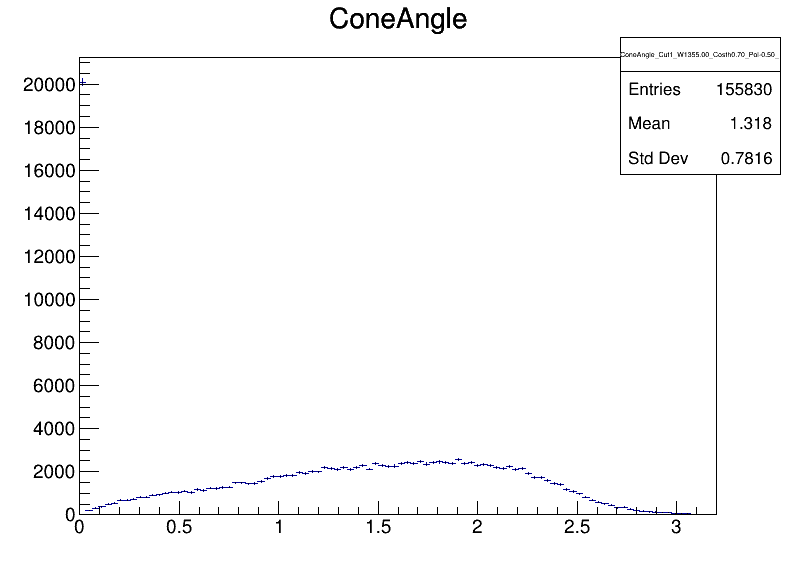 ConeAngle
ConeAngle_Cut1_W1355.00_Costh0.70_Pol-0.50_
Entries 155830
Mean 1.318
Std Dev 0.7816
20000
18000
16000
14000
12000
10000
8000
6000
4000
2000
0
0 0.5 1 1.5 2 2.5 3